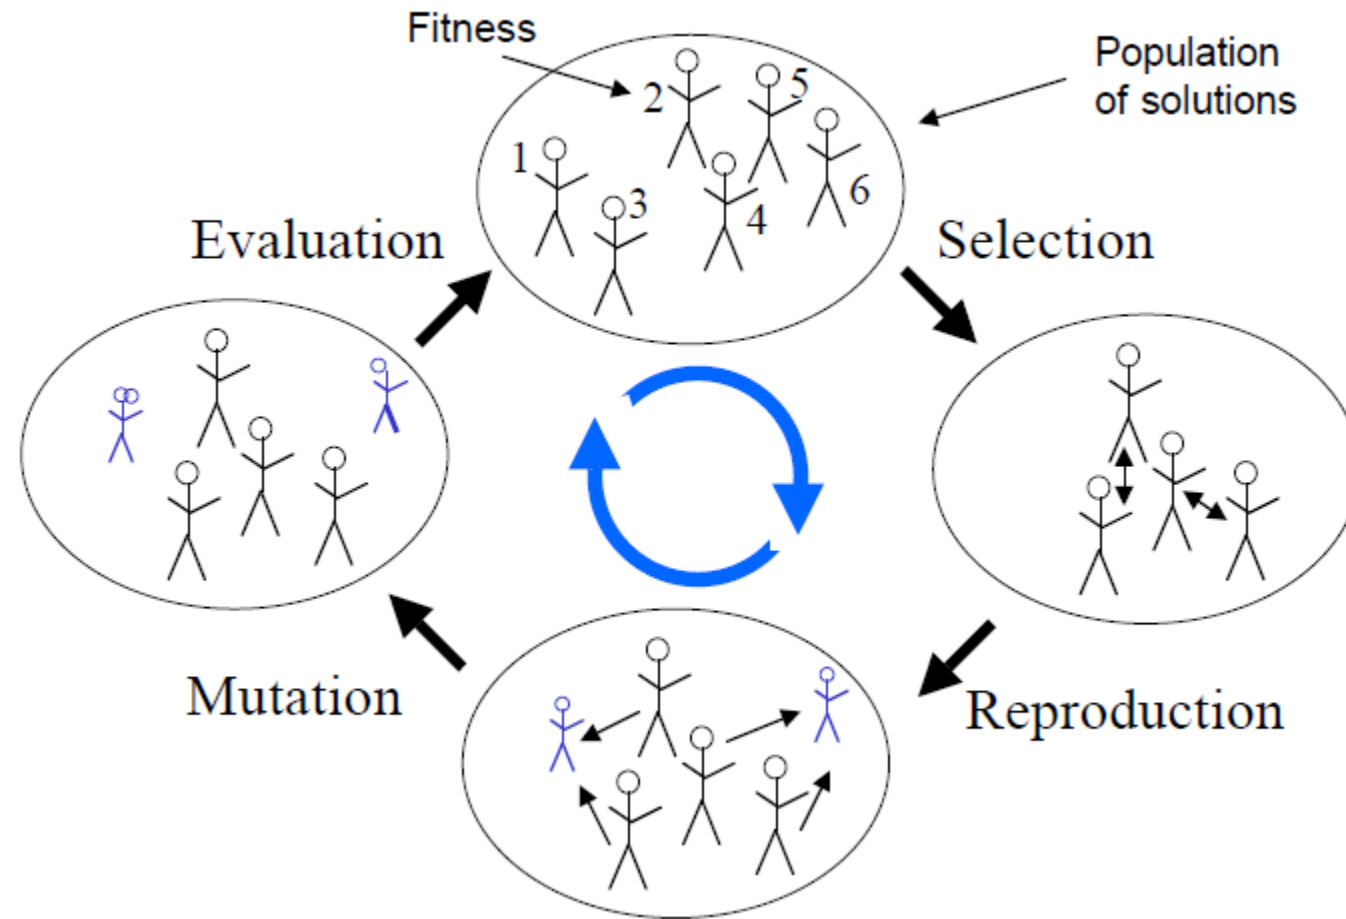 Fitness
Population
of solutions
2
5
1
3
4
6
Evaluation
Selection
Mutation
Reproduction